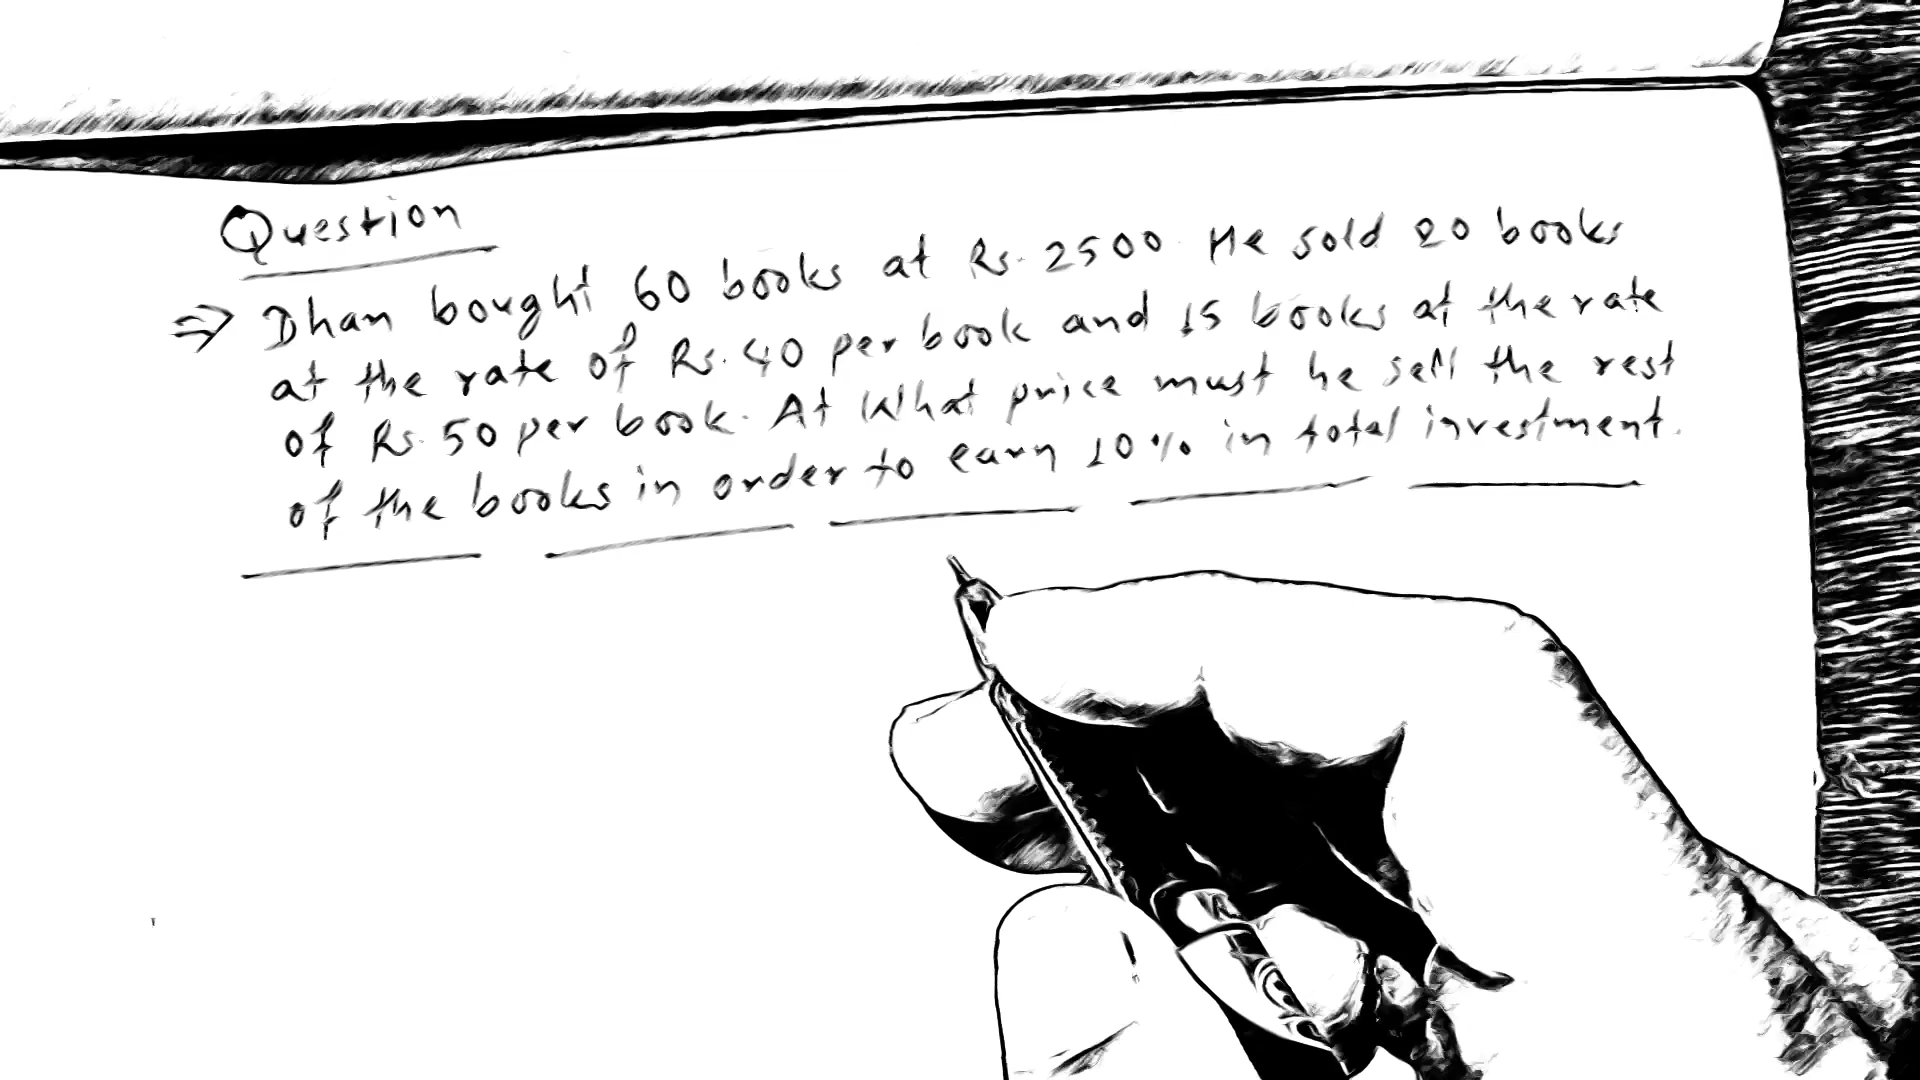 Question
⇒ Dhan bought 60 books at Rs. 2500. He sold 20 books
at the rate of Rs. 40 per book and 15 books at the rate
of Rs. 50 per book. At What price must he sell the rest
of the books in order to earn 10% in total investment.